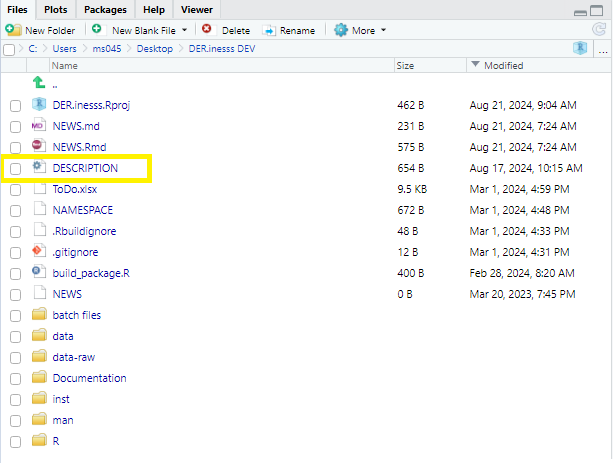 Files Plots Packages Help Viewer
New Folder New Blank File Delete Rename More
C: Users ms045 Desktop DER.inesss DEV ...
Name Size Modified
..
DER.inesss.Rproj 462 B Aug 21, 2024, 9:04 AM
NEWS.md 231 B Aug 21, 2024, 7:24 AM
NEWS.Rmd 575 B Aug 21, 2024, 7:24 AM
DESCRIPTION 654 B Aug 17, 2024, 10:15 AM
ToDo.xlsx 9.5 KB Mar 1, 2024, 4:59 PM
NAMESPACE 672 B Mar 1, 2024, 4:48 PM
.Rbuildignore 48 B Mar 1, 2024, 4:33 PM
.gitignore 12 B Mar 1, 2024, 4:31 PM
build_package.R 400 B Feb 28, 2024, 8:20 AM
NEWS 0 B Mar 20, 2023, 7:45 PM
batch files
data
data-raw
Documentation
inst
man
R